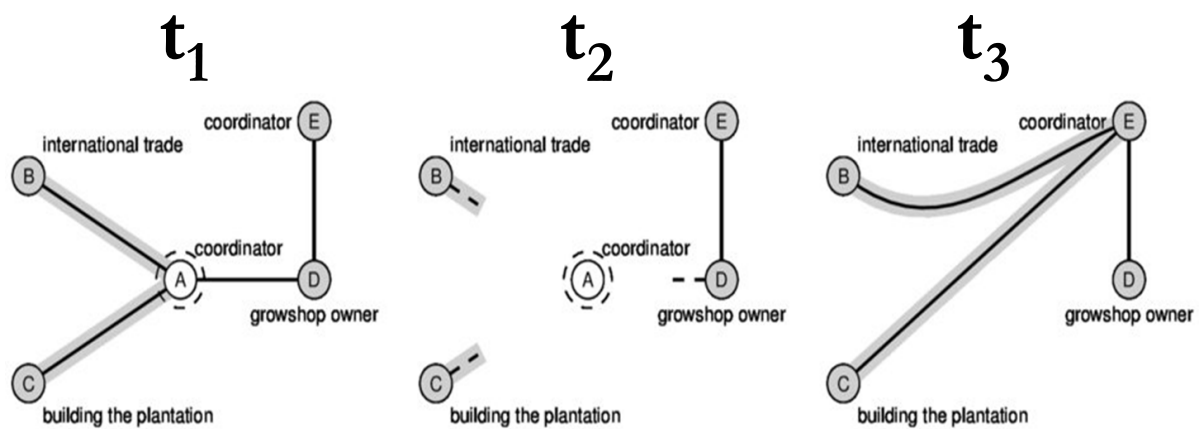 t1
t2
t3
coordinator E
international trade
B
coordinator
A
D
growshop owner
C
building the plantation
coordinator E
international trade
B
coordinator
A
D
growshop owner
C
building the plantation
coordinator E
international trade
B
D
growshop owner
C
building the plantation